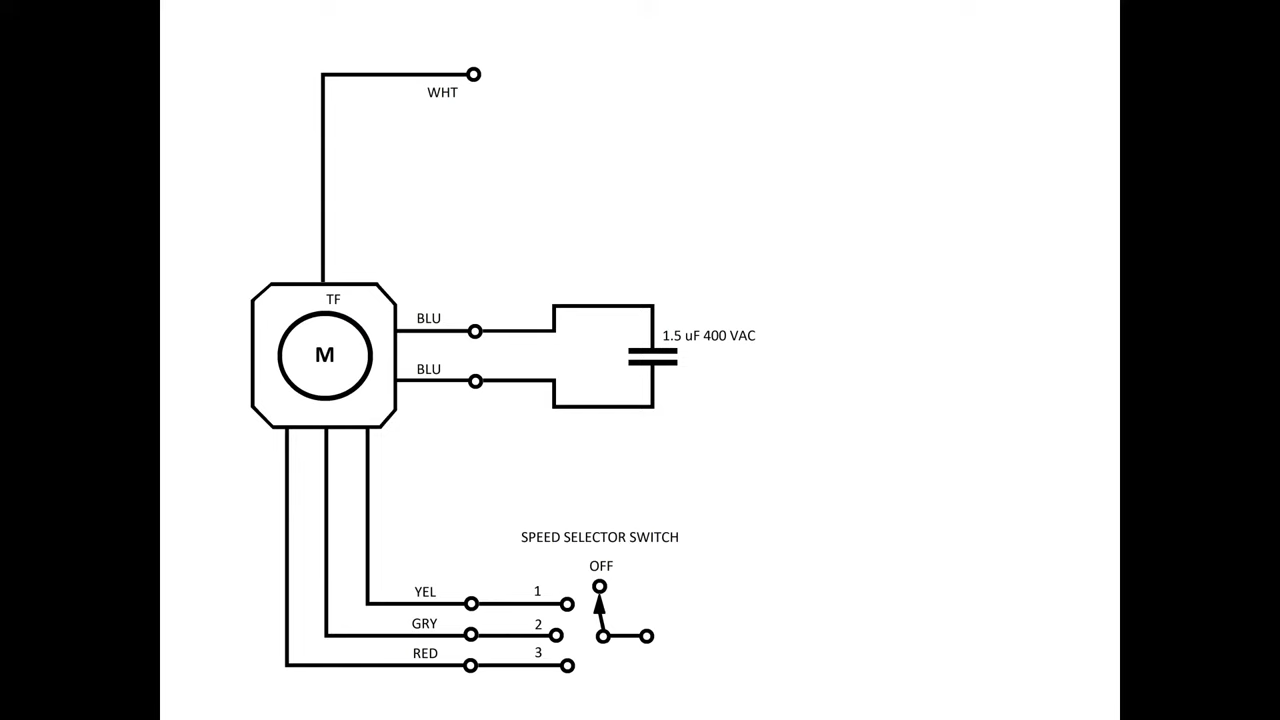 WHT
TF
M
BLU
1.5 uF 400 VAC
BLU
SPEED SELECTOR SWITCH
OFF
YEL 1
GRY 2
RED 3